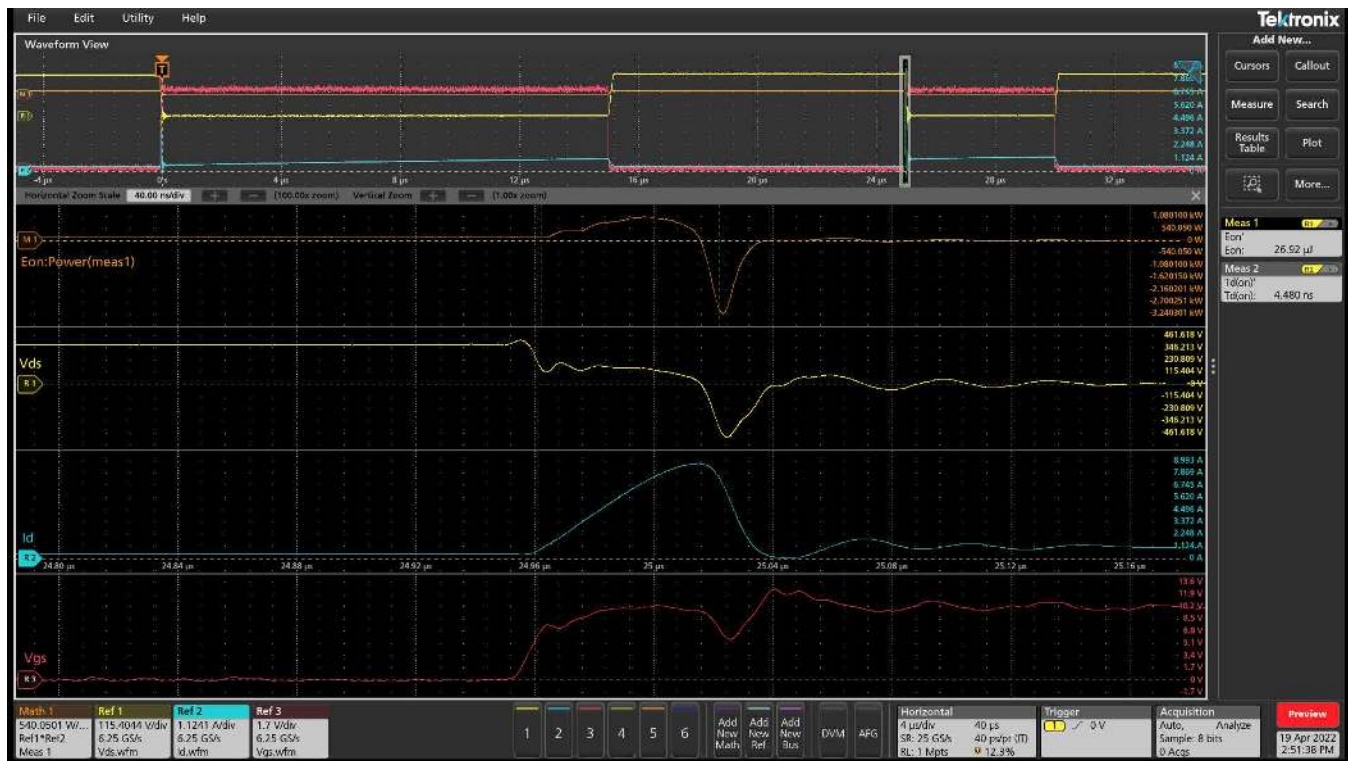 File Edit Utility Help
Tektronix
Waveform View
Add New...
Cursors Callout
Measure Search
Results Table Plot
More...
T
7.869 A
6.745 A
5.620 A
4.496 A
3.372 A
2.248 A
1.124 A
-4 µs 0 s 4 µs 8 µs 12 µs 16 µs 20 µs 24 µs 28 µs 32 µs
Horizontal Zoom Scale 40.00 ns/div + − (100.00x zoom) Vertical Zoom + − (1.00x zoom)
Meas 1
Eon'
Eon: 26.92 µJ
Meas 2
Td(on)'
Td(on): 4.480 ns
M 1
Eon:Power(meas1)
1.080100 kW
540.050 W
0 W
-540.050 W
-1.080100 kW
-1.620150 kW
-2.160201 kW
-2.700251 kW
-3.240301 kW
Vds
R 1
461.618 V
346.213 V
230.809 V
115.404 V
-0 V
-115.404 V
-230.809 V
-346.213 V
-461.618 V
Id
R 2
8.993 A
7.869 A
6.745 A
5.620 A
4.496 A
3.372 A
2.248 A
1.124 A
0 A
24.80 µs 24.84 µs 24.88 µs 24.92 µs 24.96 µs 25 µs 25.04 µs 25.08 µs 25.12 µs 25.16 µs
Vgs
R 3
13.6 V
11.9 V
10.2 V
8.5 V
6.8 V
5.1 V
3.4 V
1.7 V
0 V
-1.7 V
Math 1
540.0501 W/...
Ref1*Ref2
Meas 1
Ref 1
115.4044 V/div
6.25 GS/s
Vds.wfm
Ref 2
1.1241 A/div
6.25 GS/s
Id.wfm
Ref 3
1.7 V/div
6.25 GS/s
Vgs.wfm
1 2 3 4 5 6
Add New Math
Add New Ref
Add New Bus
DVM AFG
Horizontal
4 µs/div 40 µs
SR: 25 GS/s 40 ps/pt (IT)
RL: 1 Mpts 12.3%
Trigger
1 0 V
Acquisition
Auto, Analyze
Sample: 8 bits
0 Acqs
Preview
19 Apr 2022
2:51:38 PM